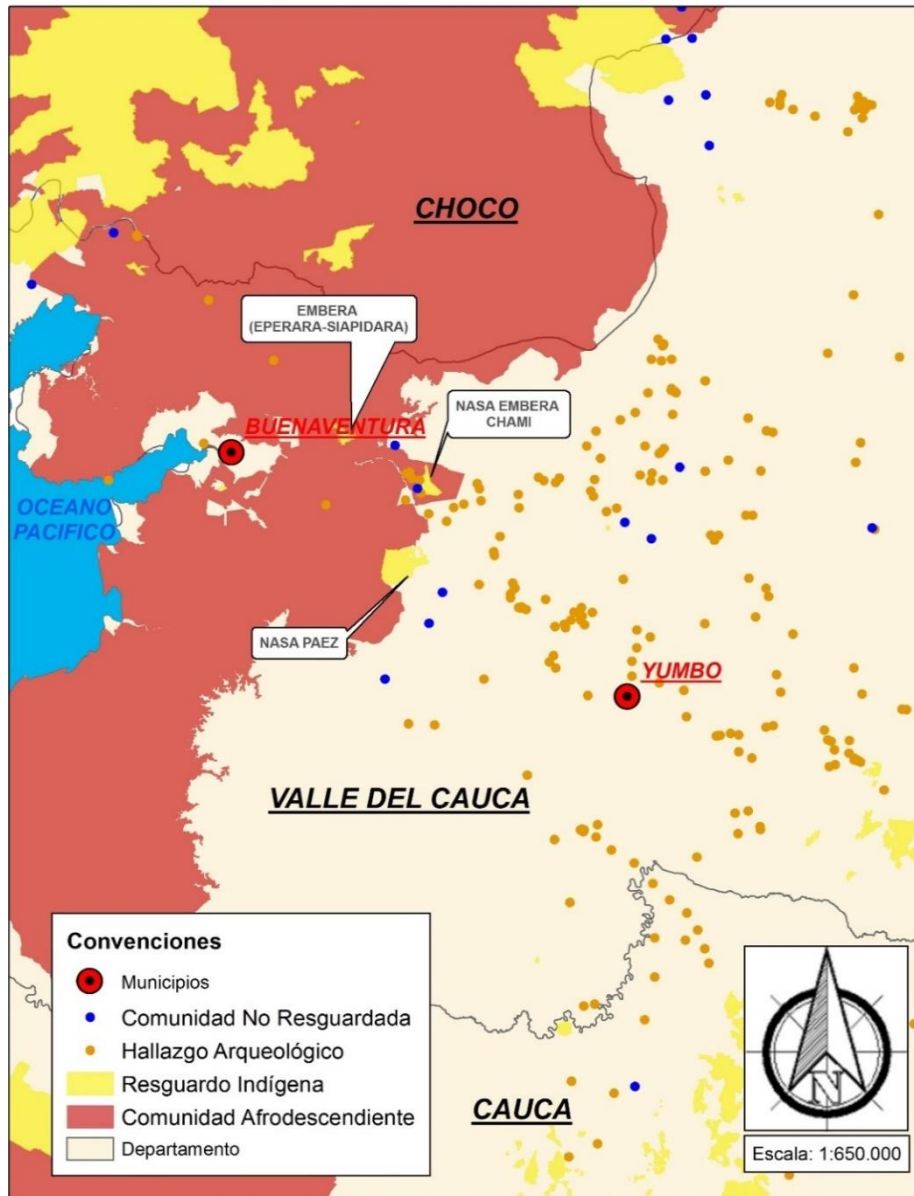 CHOCO
EMBERA
(EPERARA-SIAPIDARA)
NASA EMBERA
CHAMI
BUENAVENTURA
OCEANO
PACIFICO
NASA PAEZ
YUMBO
VALLE DEL CAUCA
Convenciones
Municipios
Comunidad No Resguardada
Hallazgo Arqueológico
Resguardo Indígena
Comunidad Afrodescendiente
Departamento
CAUCA
N
Escala: 1:650.000